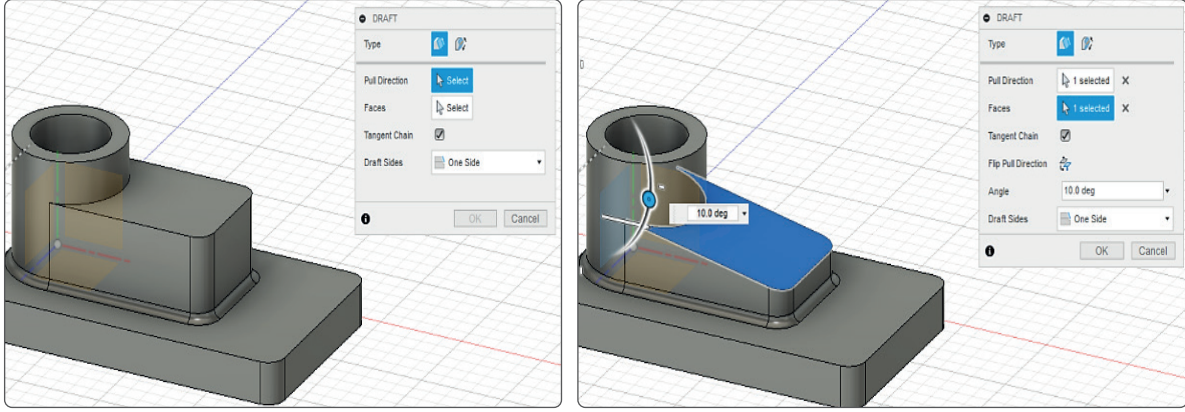 DRAFT
Type
Pull Direction Select
Faces Select
Tangent Chain
Draft Sides One Side
OK Cancel
DRAFT
Type
Pull Direction 1 selected
Faces 1 selected
Tangent Chain
Flip Pull Direction
Angle 10.0 deg
Draft Sides One Side
OK Cancel
10.0 deg